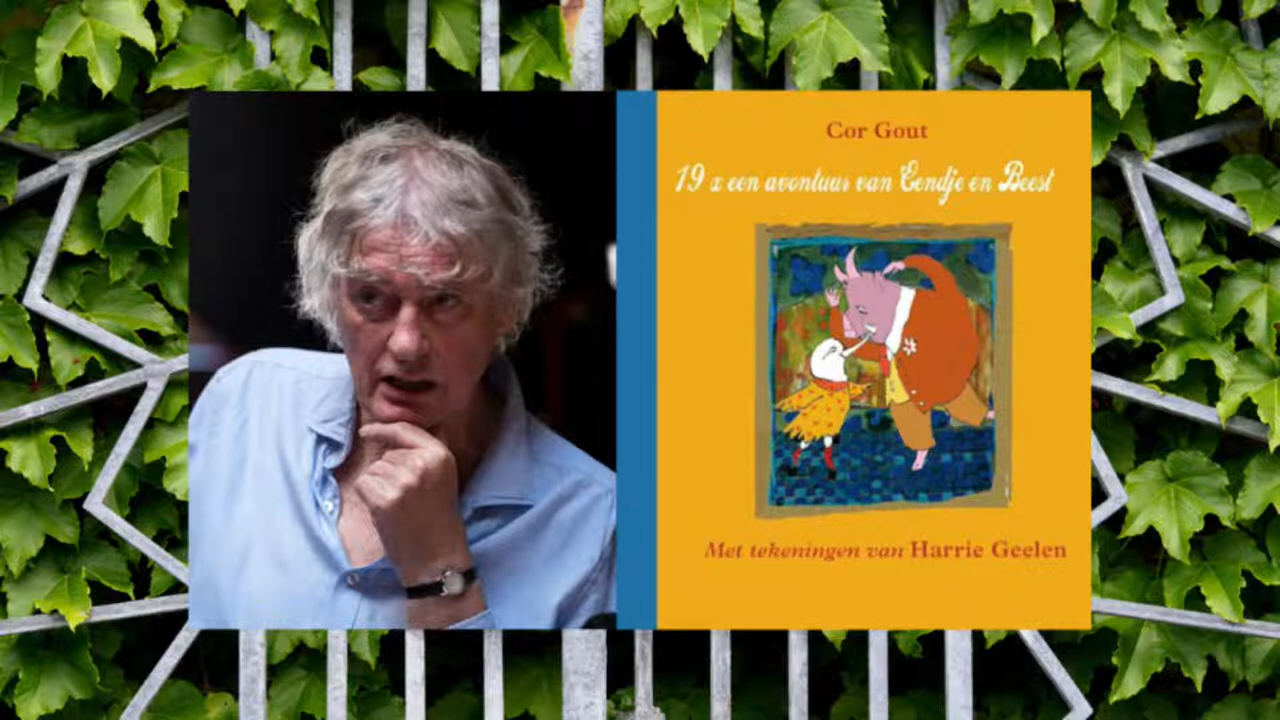 Cor Gout
19 x een avontuur van Eendje en Beest
Met tekeningen van Harrie Geelen